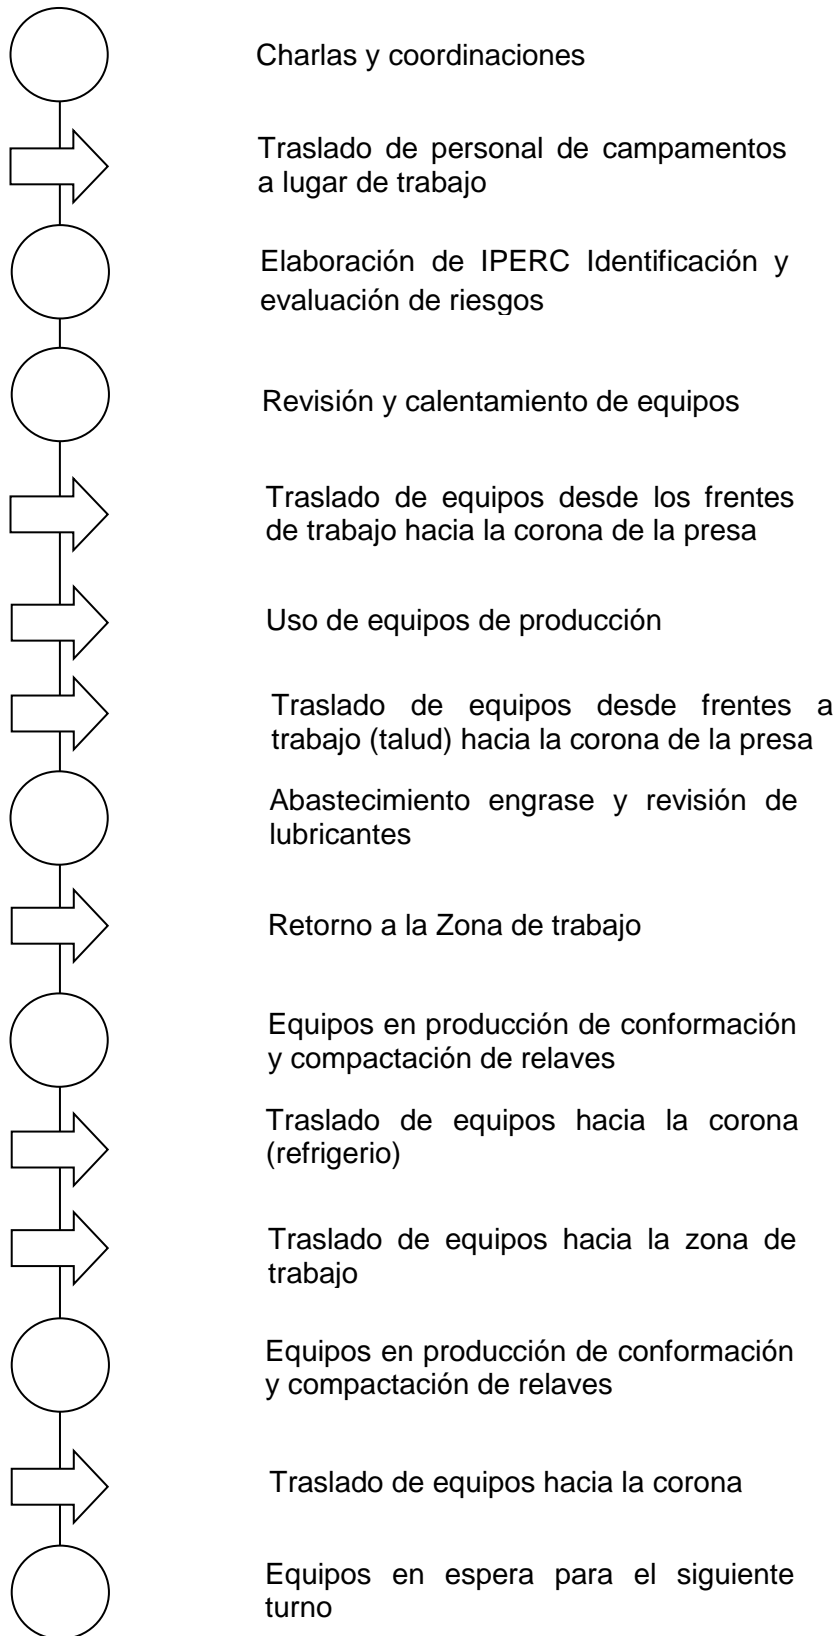 Charlas y coordinaciones
Traslado de personal de campamentos
a lugar de trabajo
Elaboración de IPERC Identificación y
evaluación de riesgos
Revisión y calentamiento de equipos
Traslado de equipos desde los frentes
de trabajo hacia la corona de la presa
Uso de equipos de producción
Traslado de equipos desde frentes a
trabajo (talud) hacia la corona de la presa
Abastecimiento engrase y revisión de
lubricantes
Retorno a la Zona de trabajo
Equipos en producción de conformación
y compactación de relaves
Traslado de equipos hacia la corona
(refrigerio)
Traslado de equipos hacia la zona de
trabajo
Equipos en producción de conformación
y compactación de relaves
Traslado de equipos hacia la corona
Equipos en espera para el siguiente
turno